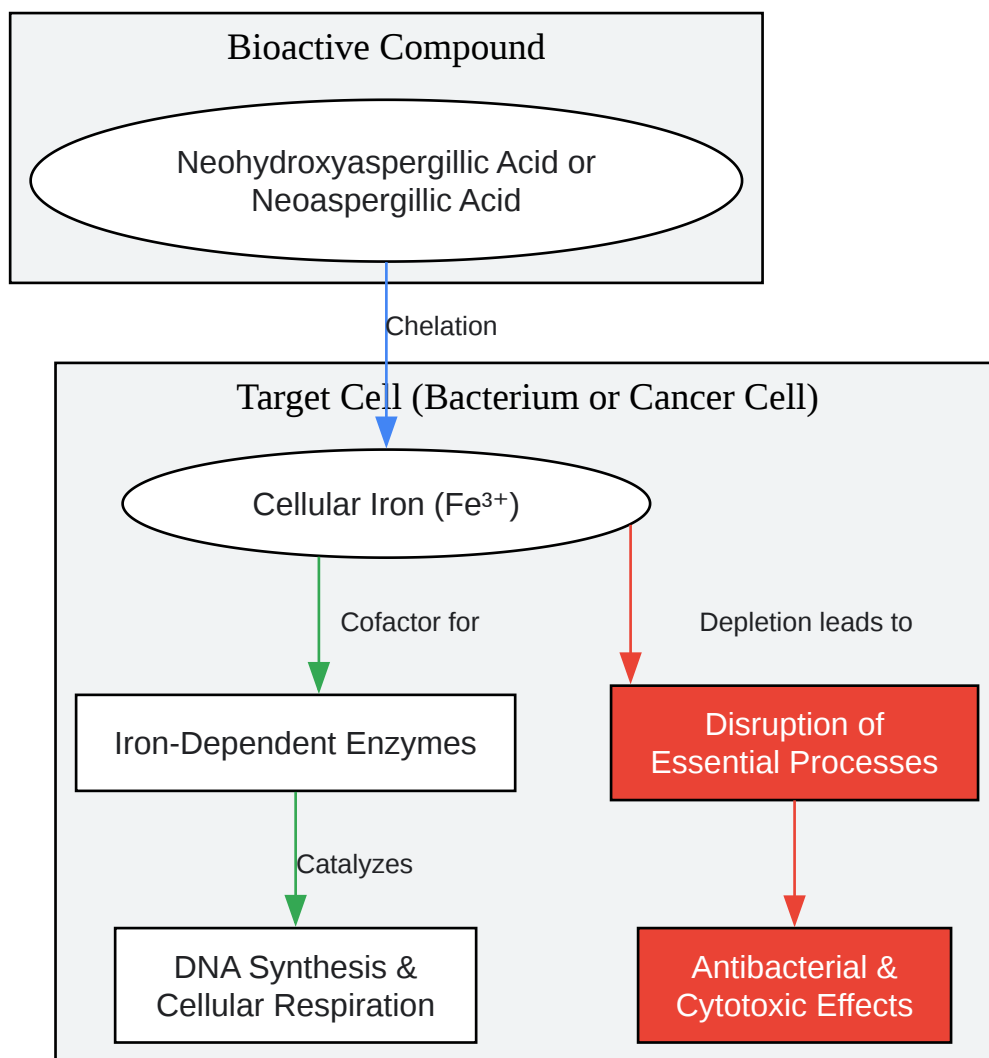 Bioactive Compound
Neohydroxyaspergillic Acid or
Neoaspergillic Acid
Chelation
Target Cell (Bacterium or Cancer Cell)
Cellular Iron (Fe³⁺)
Cofactor for
Depletion leads to
Iron-Dependent Enzymes
Disruption of
Essential Processes
Catalyzes
DNA Synthesis &
Cellular Respiration
Antibacterial &
Cytotoxic Effects